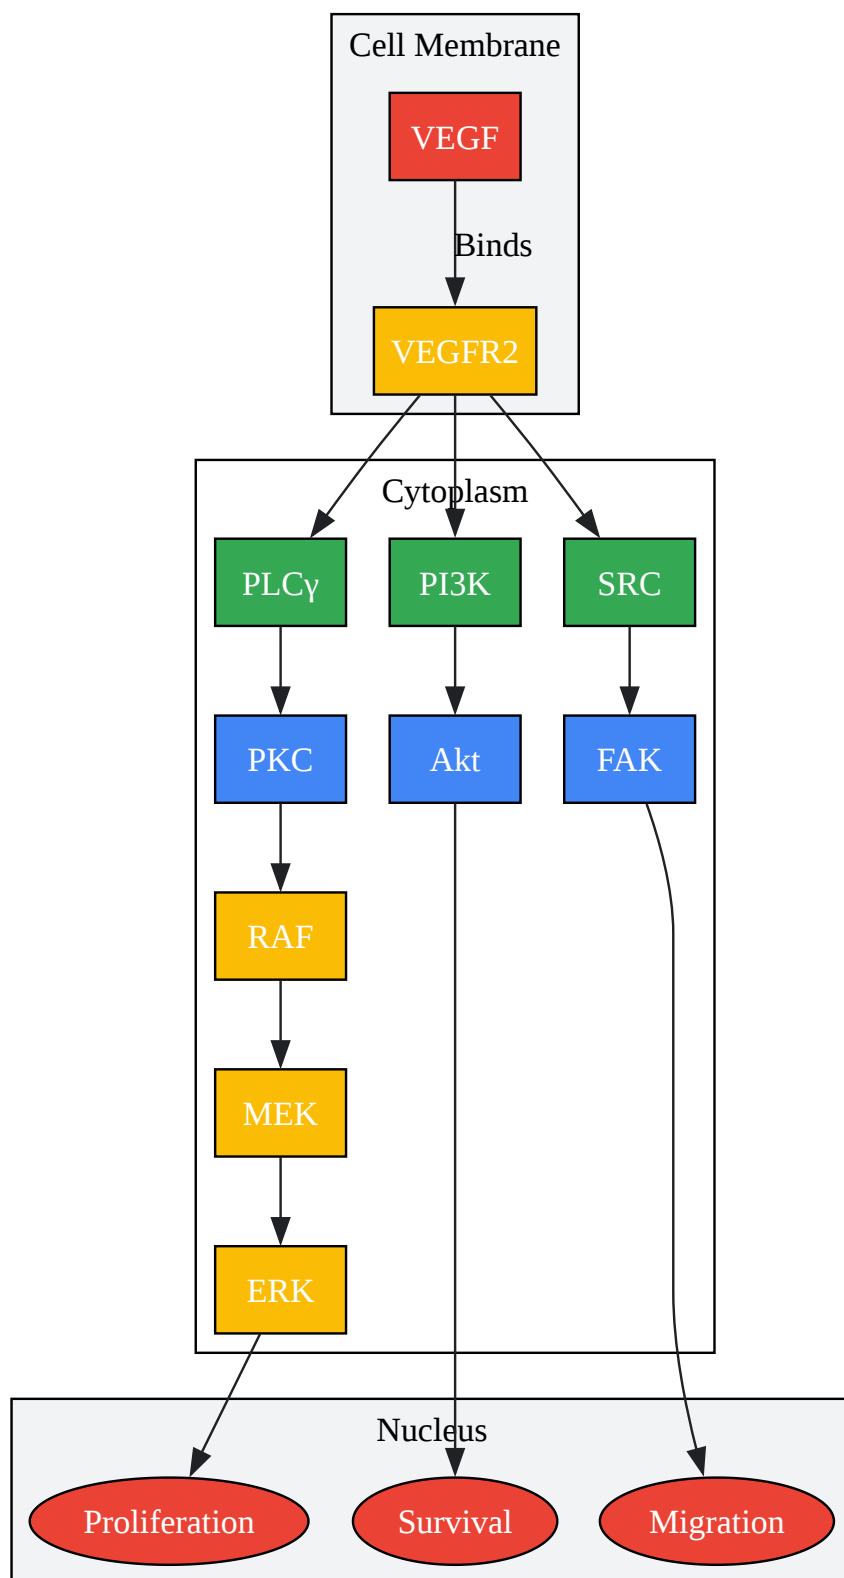 Cell Membrane
VEGF
Binds
VEGFR2
Cytoplasm
PLCγ
PI3K
SRC
PKC
Akt
FAK
RAF
MEK
ERK
Nucleus
Proliferation
Survival
Migration